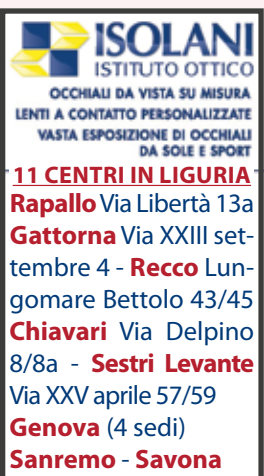 ISOLANI
ISTITUTO OTTICO
OCCHIALI DA VISTA SU MISURA
LENTI A CONTATTO PERSONALIZZATE
VASTA ESPOSIZIONE DI OCCHIALI
DA SOLE E SPORT
11 CENTRI IN LIGURIA
Rapallo Via Libertà 13a
Gattorna Via XXIII set-
tembre 4 - Recco Lun-
gomare Bettolo 43/45
Chiavari Via Delpino
8/8a - Sestri Levante
Via XXV aprile 57/59
Genova (4 sedi)
Sanremo - Savona